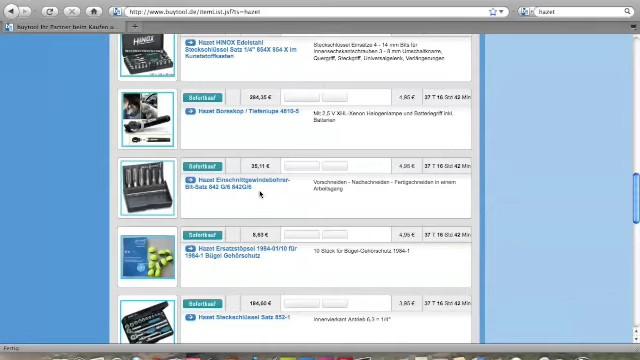 http://www.buytool.de/itemList.jsf?ts=hazet
hazet
buytool Ihr Partner beim Kaufen u
Hazet HINOX Edelstahl
Steckschlüssel Satz 1/4" 854X 854 X im
Kunststoffkasten
Steckschlüssel Einsätze 4 - 14 mm Bits für
Innensechskantschrauben 3 - 8 mm Umschaltknarre,
Quergriff, Steckgriff, Universalgelenk, Verlängerungen
Sofortkauf 284,35 € 4,95 € 37 T 16 Std 42 Min
Hazet Boreskop / Tiefenlupe 4810-5
Mit 2,5 V XHL-Xenon Halogenlampe und Batteriegriff inkl.
Batterien
Sofortkauf 35,11 € 4,95 € 37 T 16 Std 42 Min
Hazet Einschnittgewindebohrer-
Bit-Satz 842 G/6 842G/6
Vorschneiden - Nachschneiden - Fertigschneiden in einem
Arbeitsgang
Sofortkauf 8,63 € 4,95 € 37 T 16 Std 42 Min
Hazet Ersatzstöpsel 1984-01/10 für
1984-1 Bügel Gehörschutz
10 Stück für Bügel-Gehörschutz 1984-1
Sofortkauf 184,60 € 3,95 € 37 T 16 Std 42 Min
Hazet Steckschlüssel Satz 852-1
Innenvierkant Antrieb 6,3 = 1/4"
Fertig